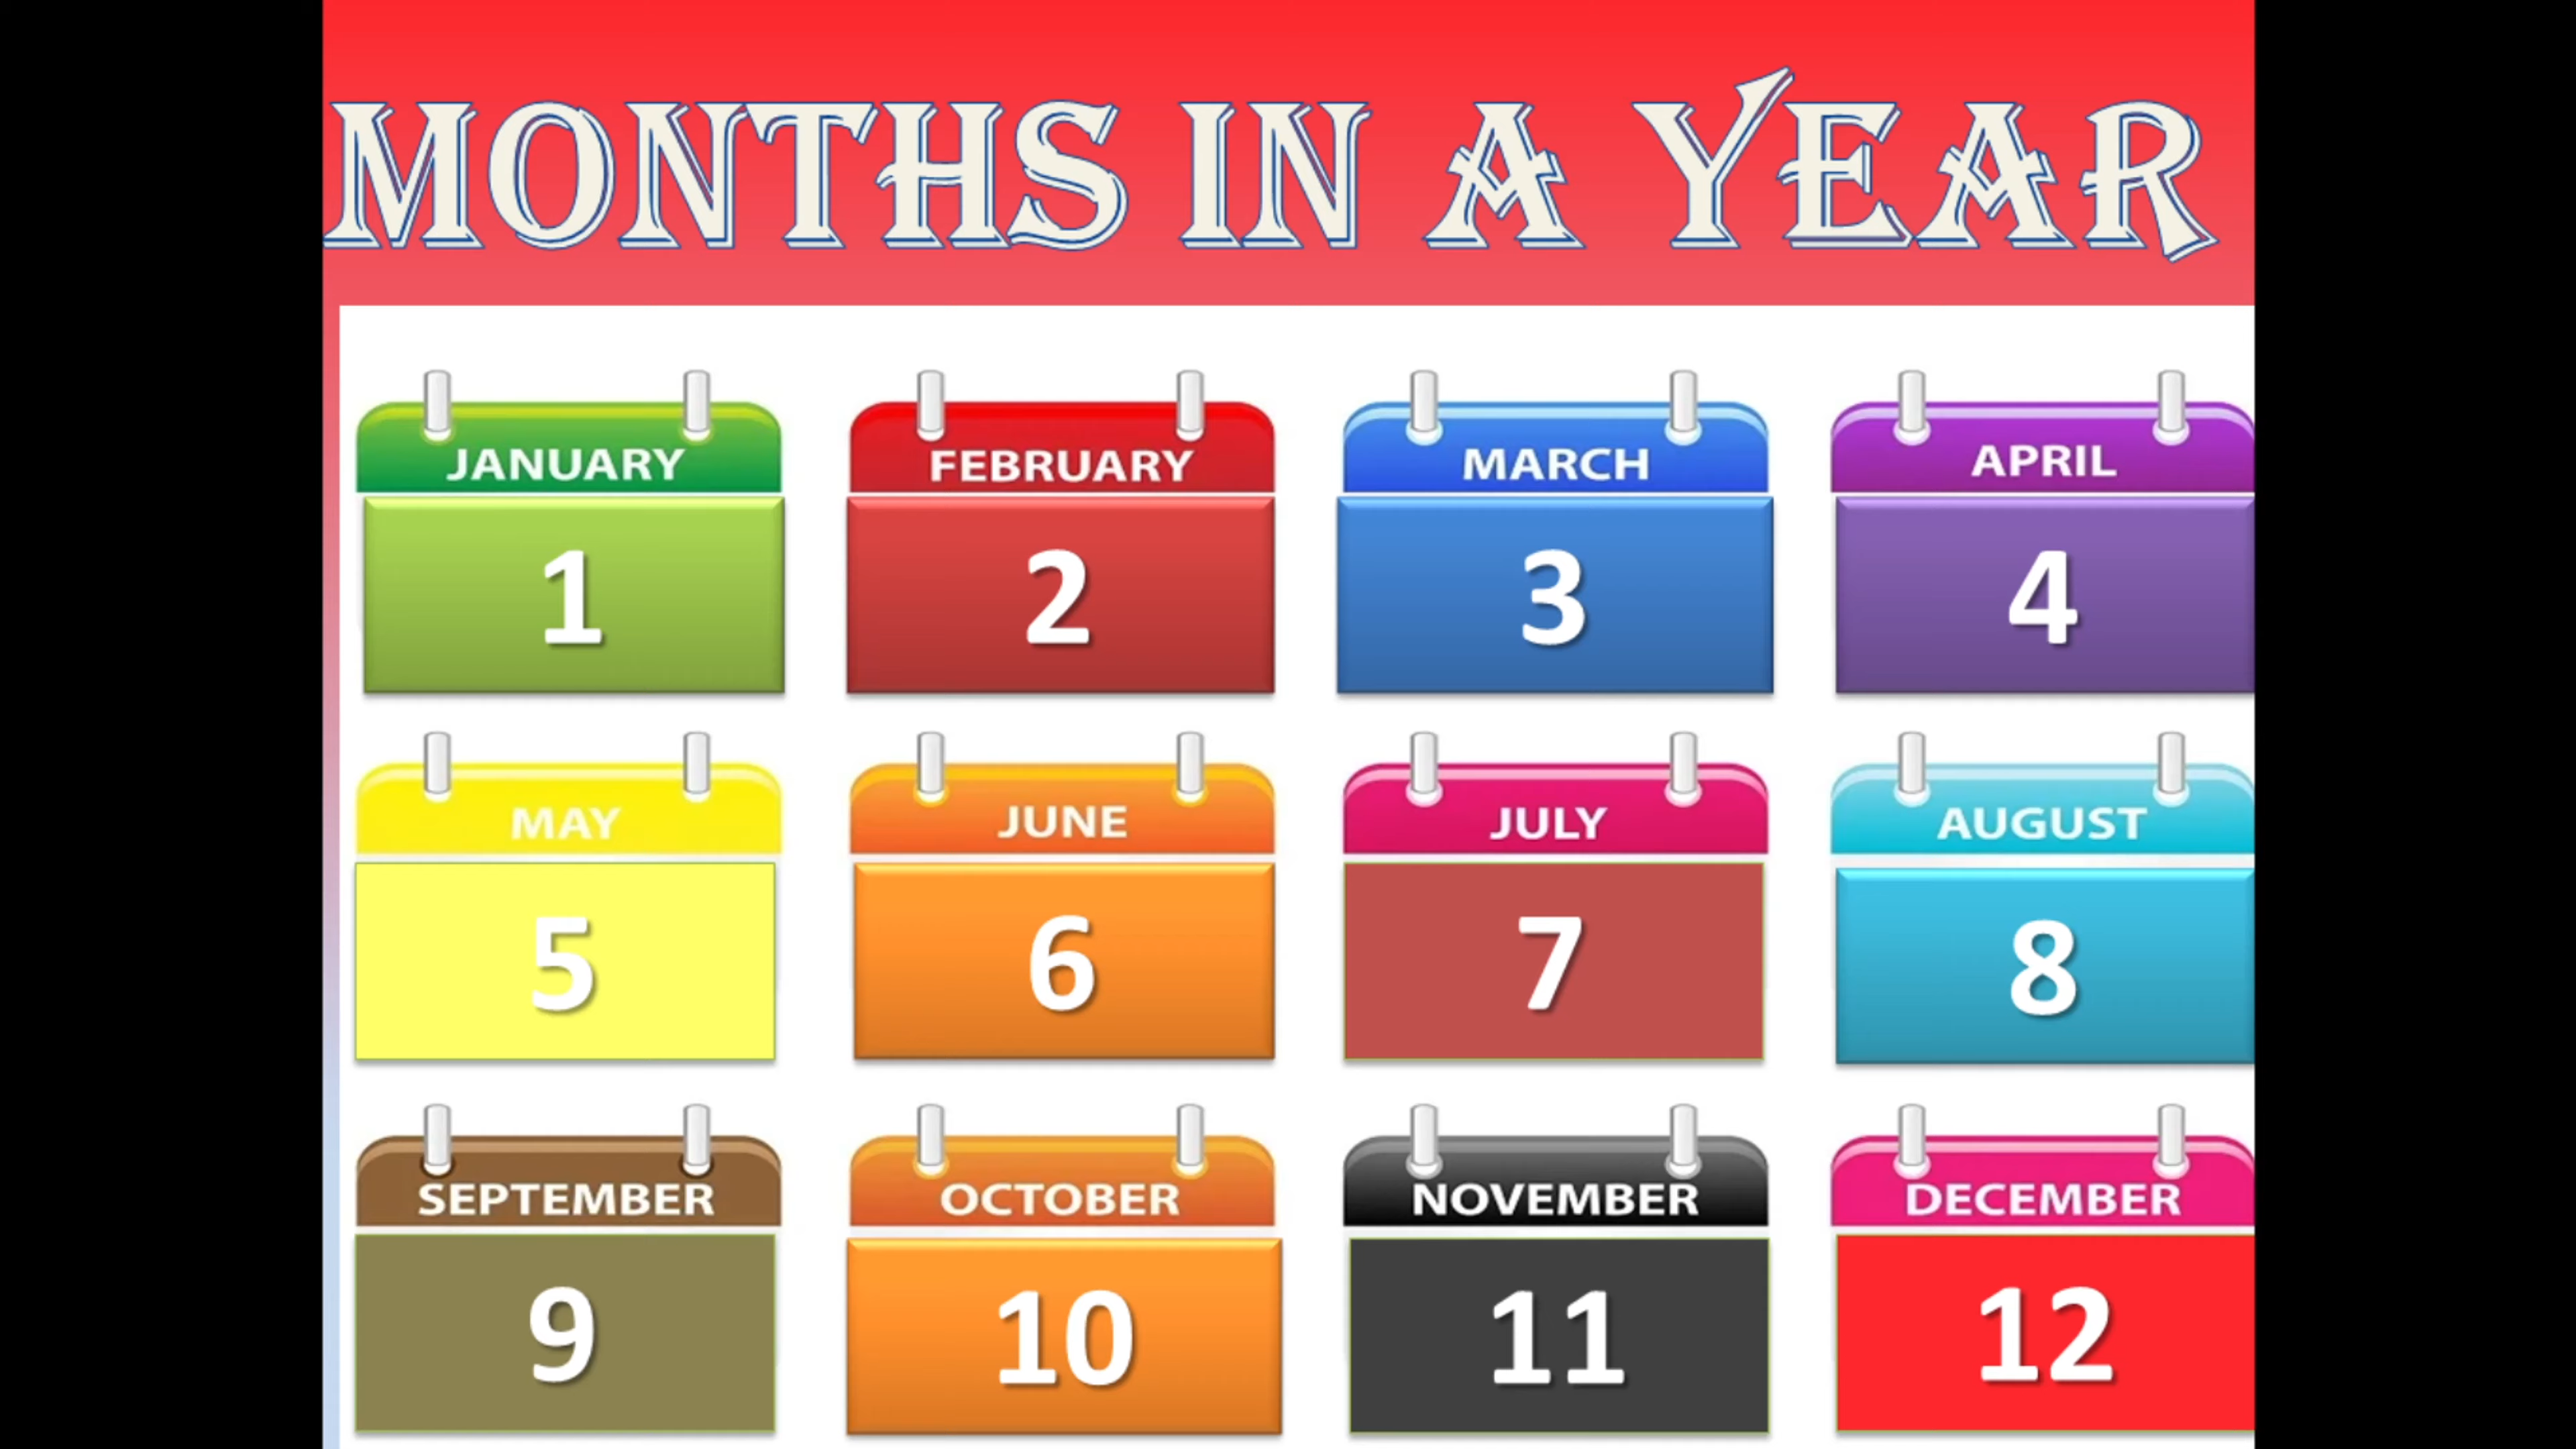 MONTHS IN A YEAR
JANUARY FEBRUARY MARCH APRIL
1 2 3 4
MAY JUNE JULY AUGUST
5 6 7 8
SEPTEMBER OCTOBER NOVEMBER DECEMBER
9 10 11 12